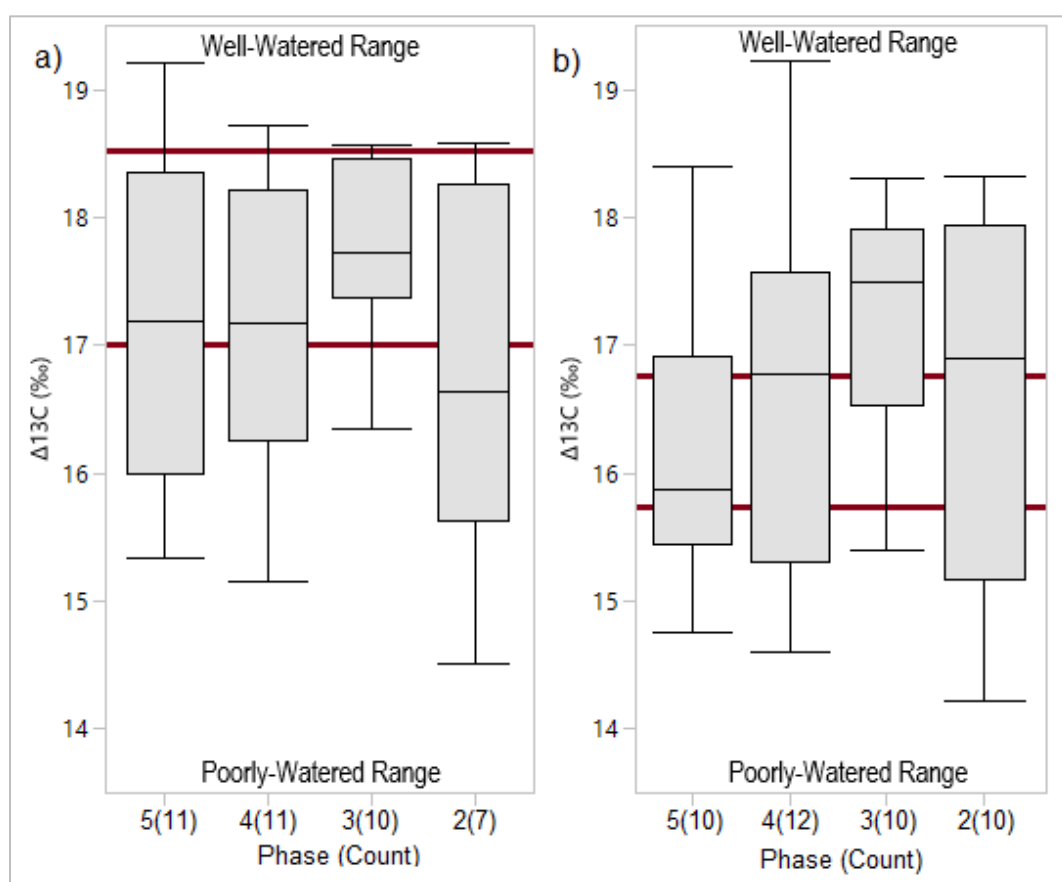 a)
Well-Watered Range
19
18
17
16
15
14
Δ13C (‰)
Poorly-Watered Range
5(11) 4(11) 3(10) 2(7)
Phase (Count)
b)
Well-Watered Range
19
18
17
16
15
14
Δ13C (‰)
Poorly-Watered Range
5(10) 4(12) 3(10) 2(10)
Phase (Count)